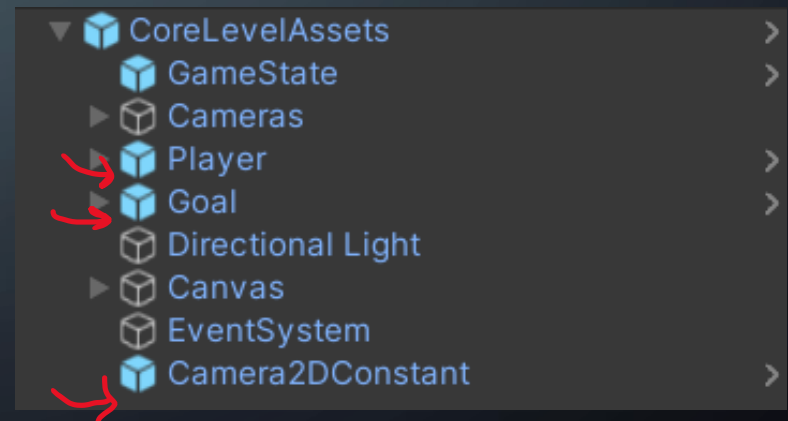 CoreLevelAssets
GameState
Cameras
Player
Goal
Directional Light
Canvas
EventSystem
Camera2DConstant